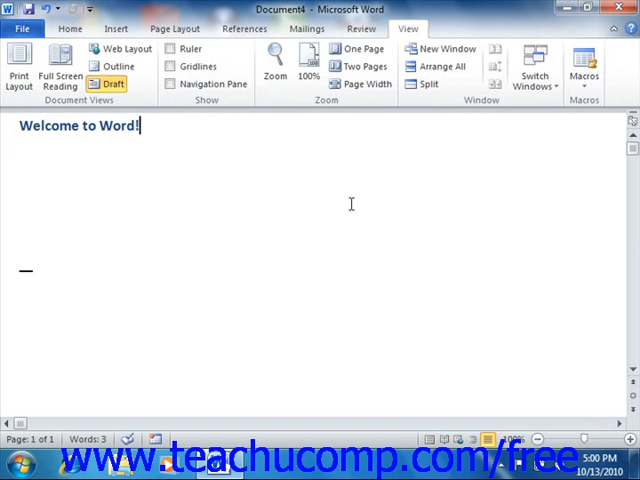 Document4 - Microsoft Word
File Home Insert Page Layout References Mailings Review View
Print Layout
Full Screen Reading
Web Layout
Outline
Draft
Document Views
Ruler
Gridlines
Navigation Pane
Show
Zoom
100%
One Page
Two Pages
Page Width
Zoom
New Window
Arrange All
Split
Switch Windows
Window
Macros
Macros
Welcome to Word!
Page: 1 of 1 Words: 3 100%
www.teachucomp.com/free
5:00 PM
10/13/2010